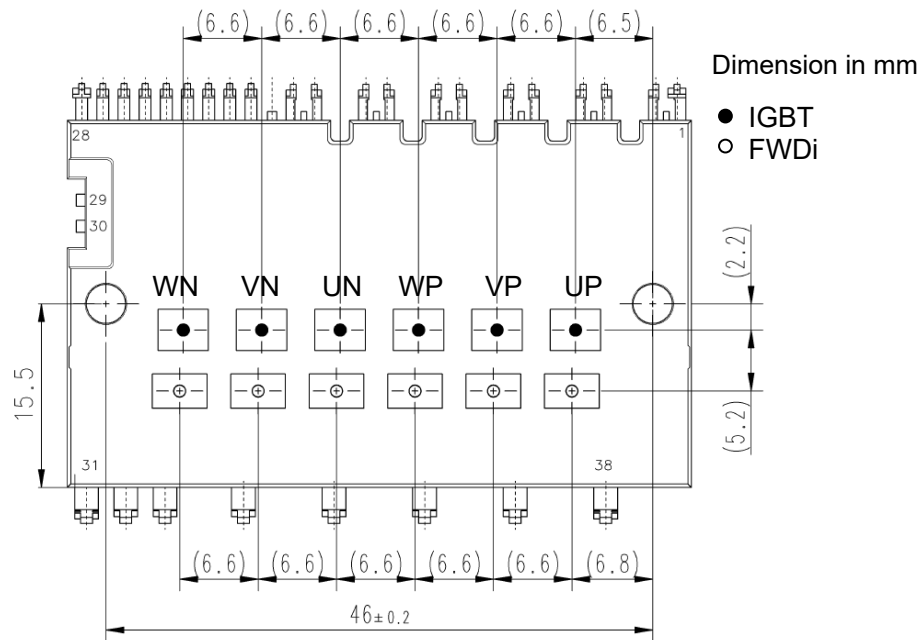 (6.6) (6.6) (6.6) (6.6) (6.6) (6.5)
Dimension in mm
● IGBT
○ FWDi
28 1
29
30
(2.2)
WN VN UN WP VP UP
15.5
(5.2)
31 38
(6.6) (6.6) (6.6) (6.6) (6.6) (6.8)
46±0.2